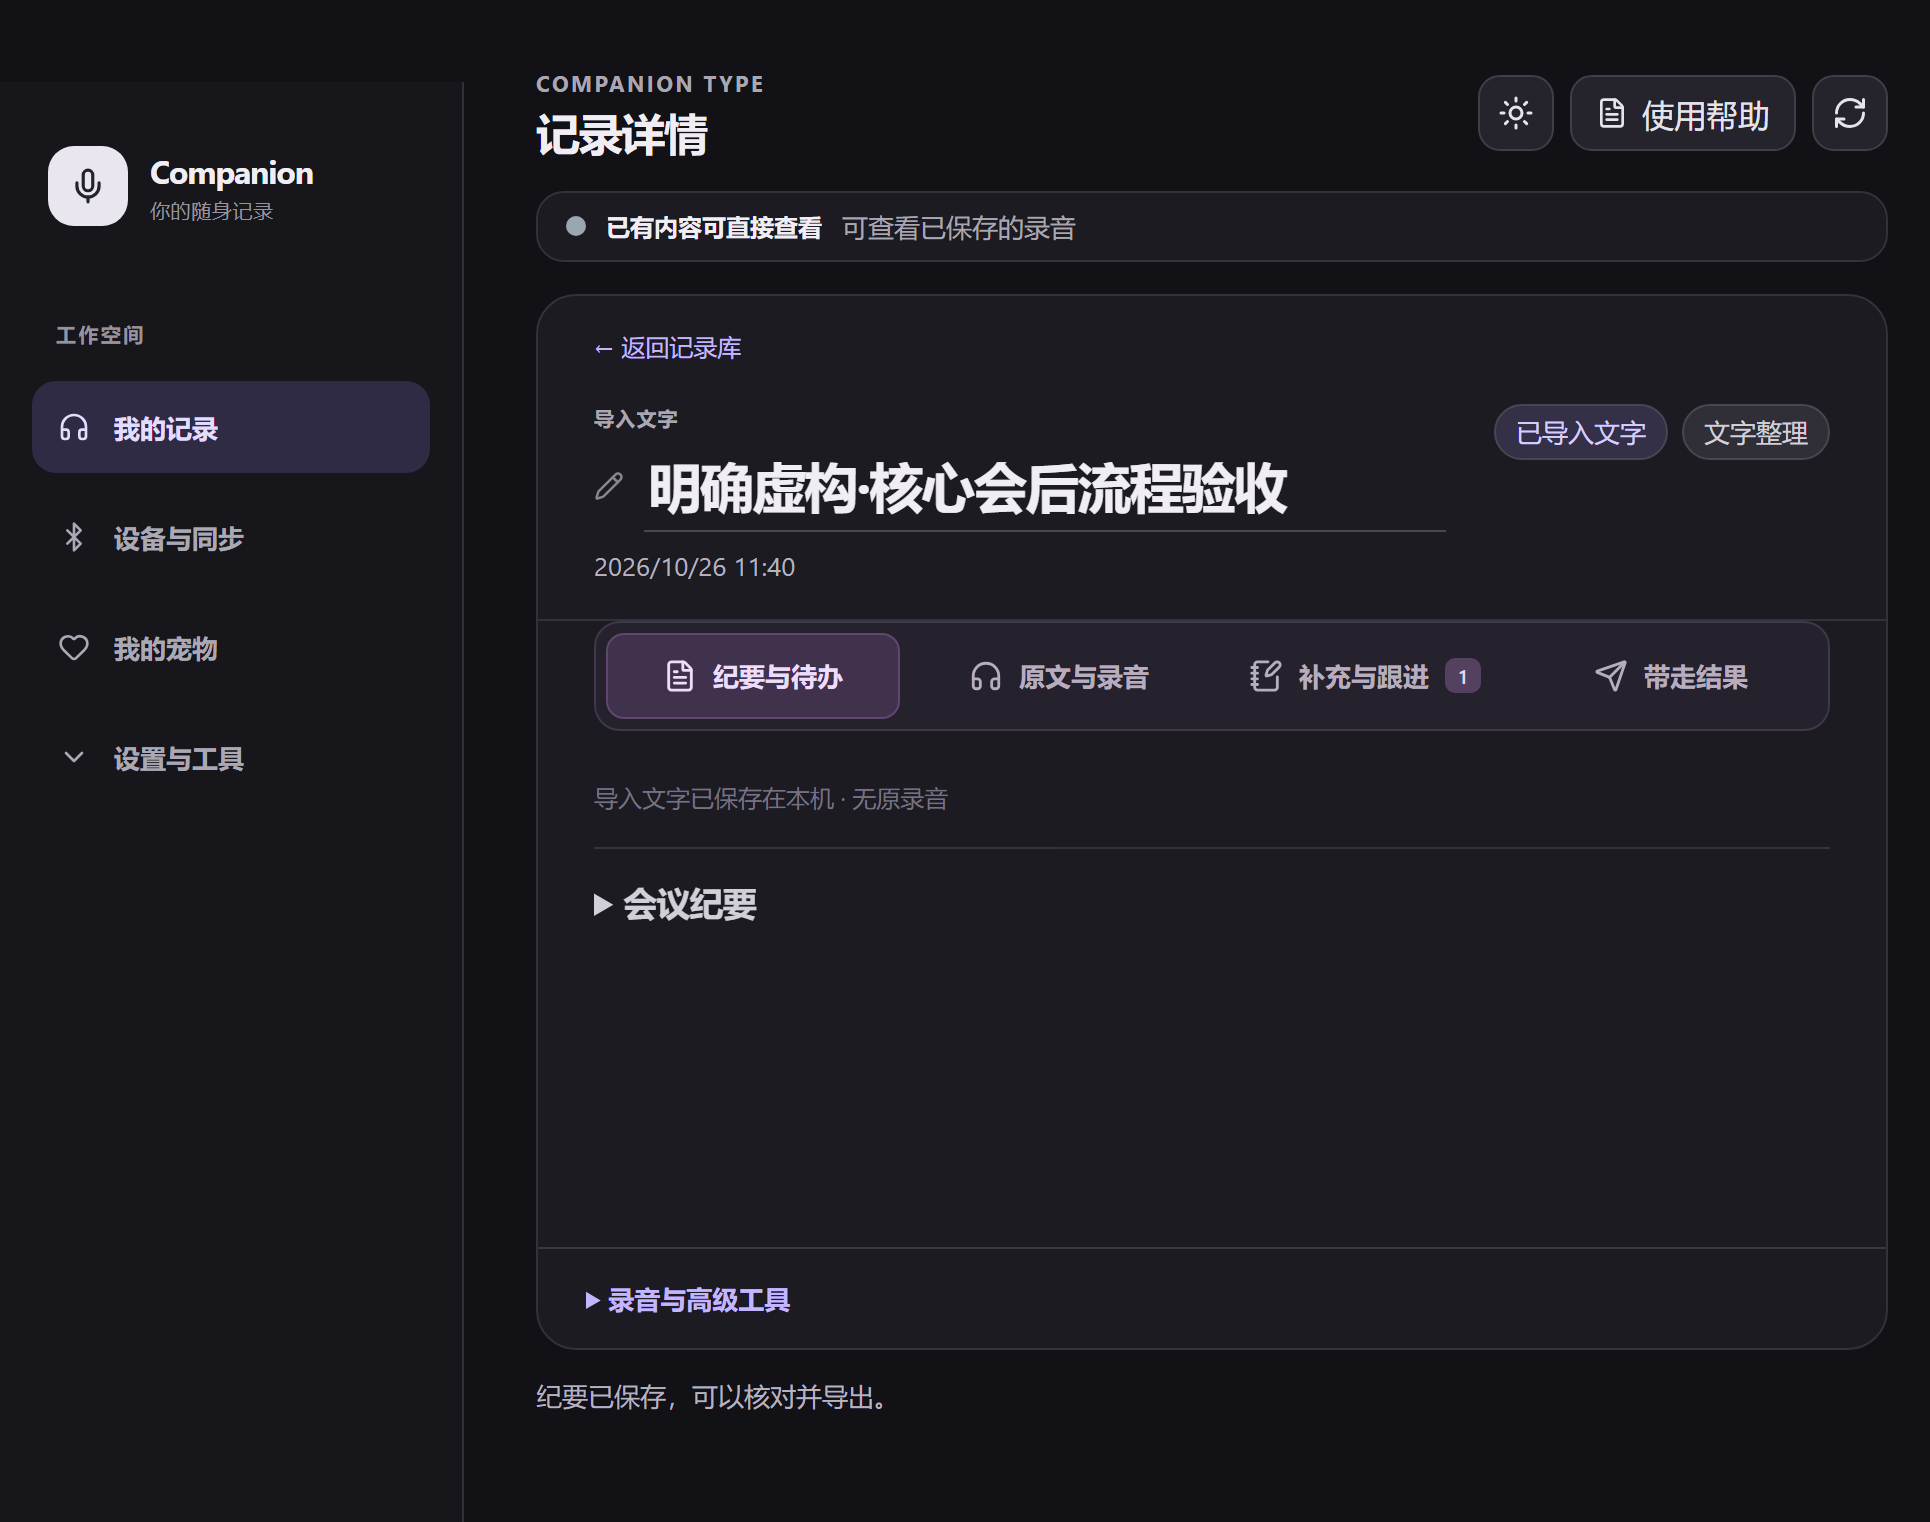 Companion
你的随身记录
工作空间
我的记录
设备与同步
我的宠物
设置与工具
COMPANION TYPE
记录详情
使用帮助
已有内容可直接查看 可查看已保存的录音
← 返回记录库
导入文字
已导入文字 文字整理
明确虚构·核心会后流程验收
2026/10/26 11:40
纪要与待办 原文与录音 补充与跟进 1 带走结果
导入文字已保存在本机 · 无原录音
会议纪要
录音与高级工具
纪要已保存，可以核对并导出。